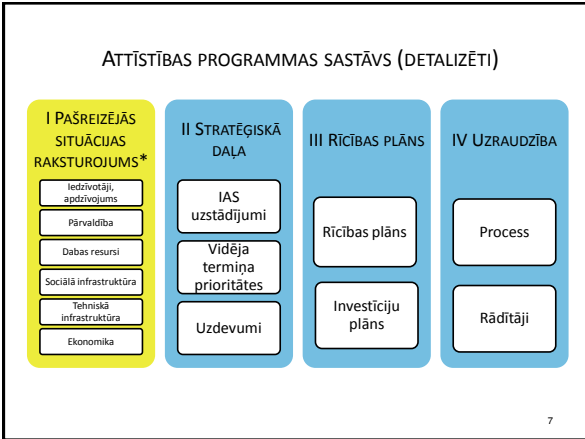 ATTĪSTĪBAS PROGRAMMAS SASTĀVS (DETALIZĒTI)
I PAŠREIZĒJĀS
SITUĀCIJAS
RAKSTUROJUMS*
Iedzīvotāji,
apdzīvojums
Pārvaldība
Dabas resursi
Sociālā infrastruktūra
Tehniskā
infrastruktūra
Ekonomika
II STRATĒĢISKĀ
DAĻA
IAS
uzstādījumi
Vidēja
termiņa
prioritātes
Uzdevumi
III RĪCĪBAS PLĀNS
Rīcības plāns
Investīciju
plāns
IV UZRAUDZĪBA
Process
Rādītāji
7